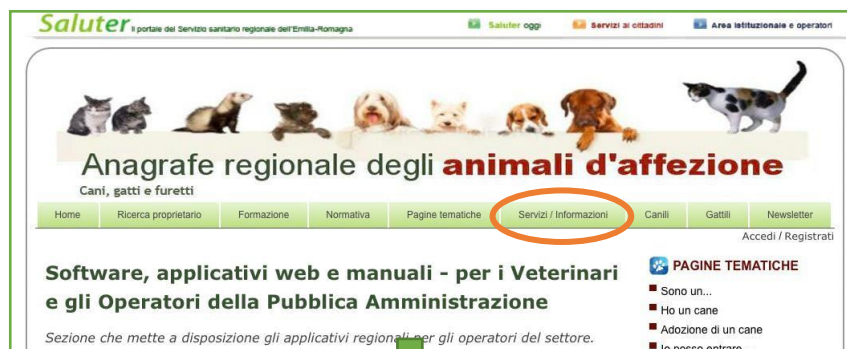 Saluter Il portale del Servizio sanitario regionale dell'Emilia-Romagna
Saluter oggi
Servizi ai cittadini
Area istituzionale e operatori
Anagrafe regionale degli animali d'affezione
Cani, gatti e furetti
Home
Ricerca proprietario
Formazione
Normativa
Pagine tematiche
Servizi / Informazioni
Canili
Gattili
Newsletter
Accedi / Registrati
Software, applicativi web e manuali - per i Veterinari
e gli Operatori della Pubblica Amministrazione
Sezione che mette a disposizione gli applicativi regionali per gli operatori del settore.
PAGINE TEMATICHE
Sono un...
Ho un cane
Adozione di un cane
Io posso entrare